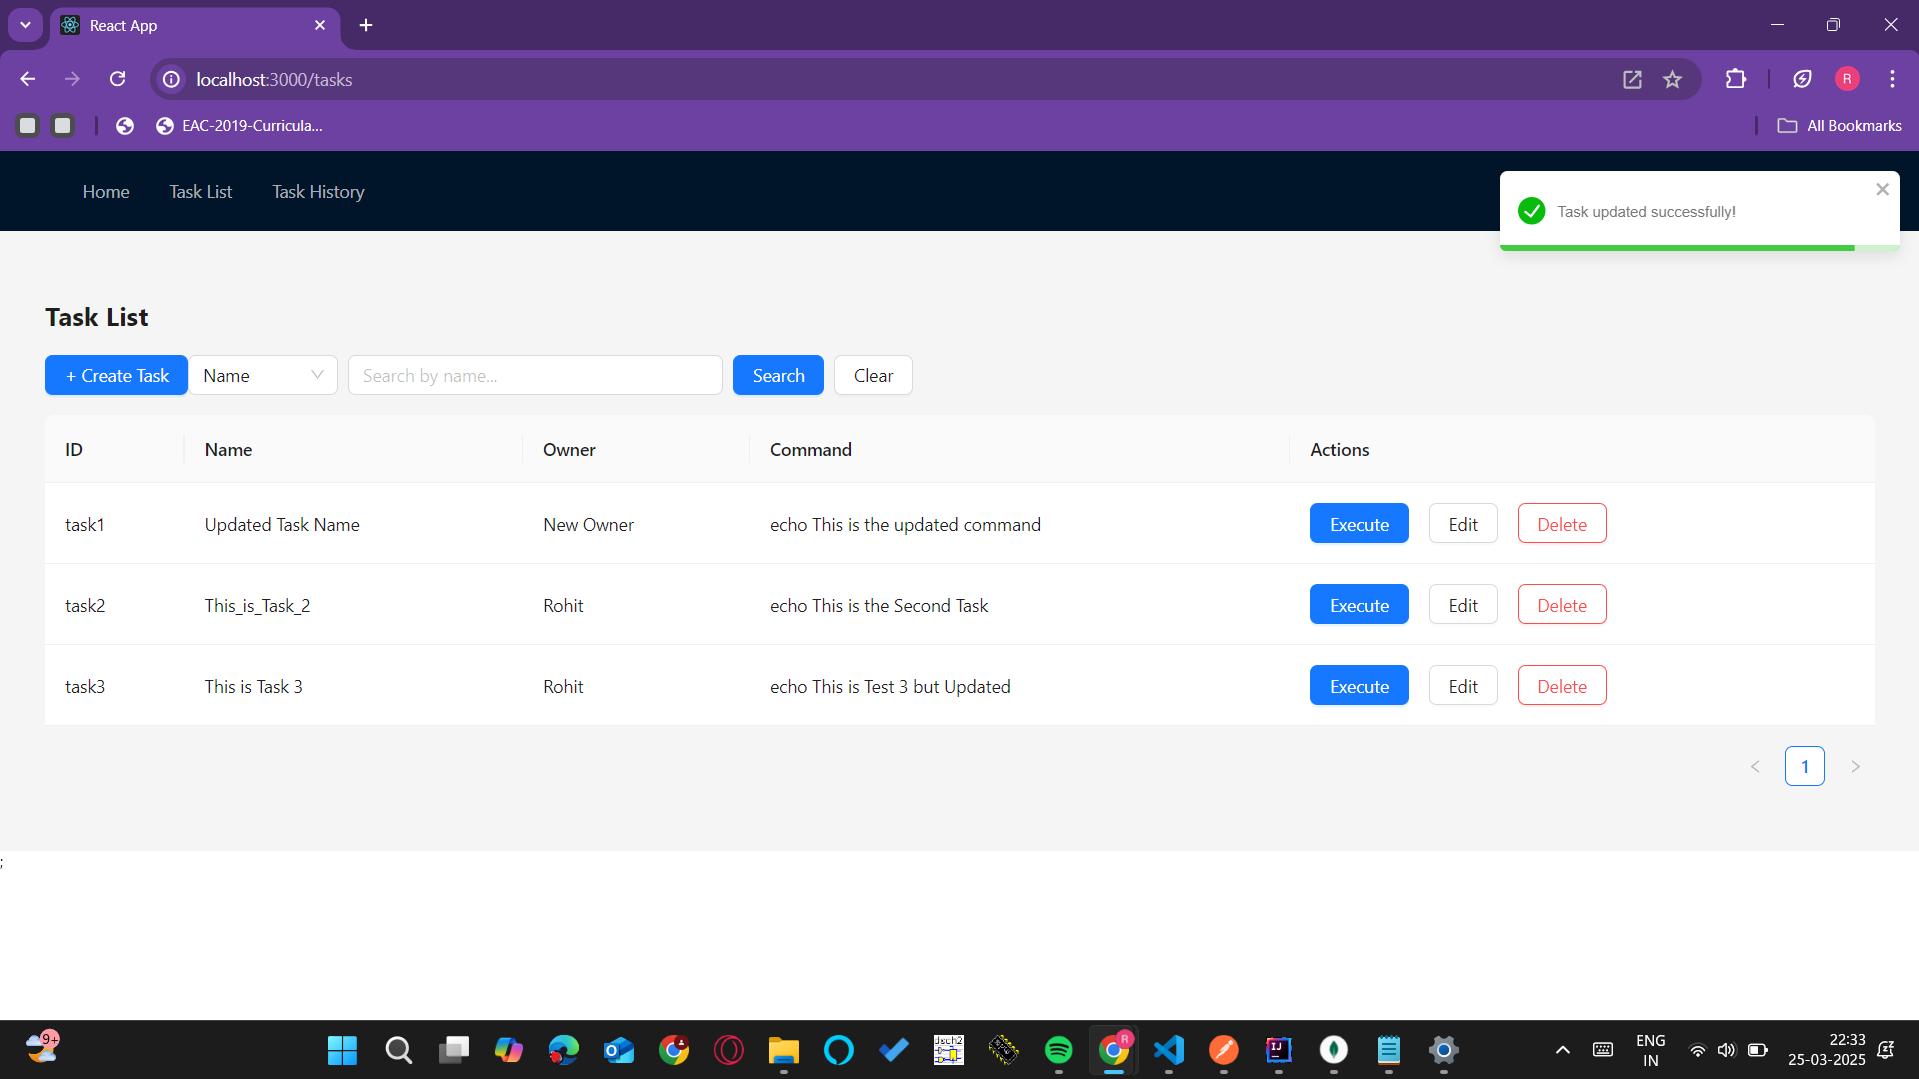 React App
localhost:3000/tasks
R
EAC-2019-Curricula...
All Bookmarks
Home Task List Task History
Task updated successfully!
Task List
+ Create Task Name Search by name... Search Clear
ID Name Owner Command Actions
task1 Updated Task Name New Owner echo This is the updated command Execute Edit Delete
task2 This_is_Task_2 Rohit echo This is the Second Task Execute Edit Delete
task3 This is Task 3 Rohit echo This is Test 3 but Updated Execute Edit Delete
< 1 >
;
9+
dsch2
R
IJ
ENG
IN
22:33
25-03-2025